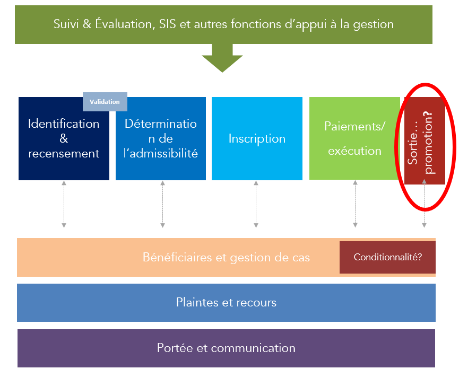 Suivi & Évaluation, SIS et autres fonctions d'appui à la gestion
Validation
Identification
&
recensement
Déterminatio
n de
l'admissibilité
Inscription
Paiements/
exécution
Sortie…
promotion?
Bénéficiaires et gestion de cas
Conditionnalité?
Plaintes et recours
Portée et communication